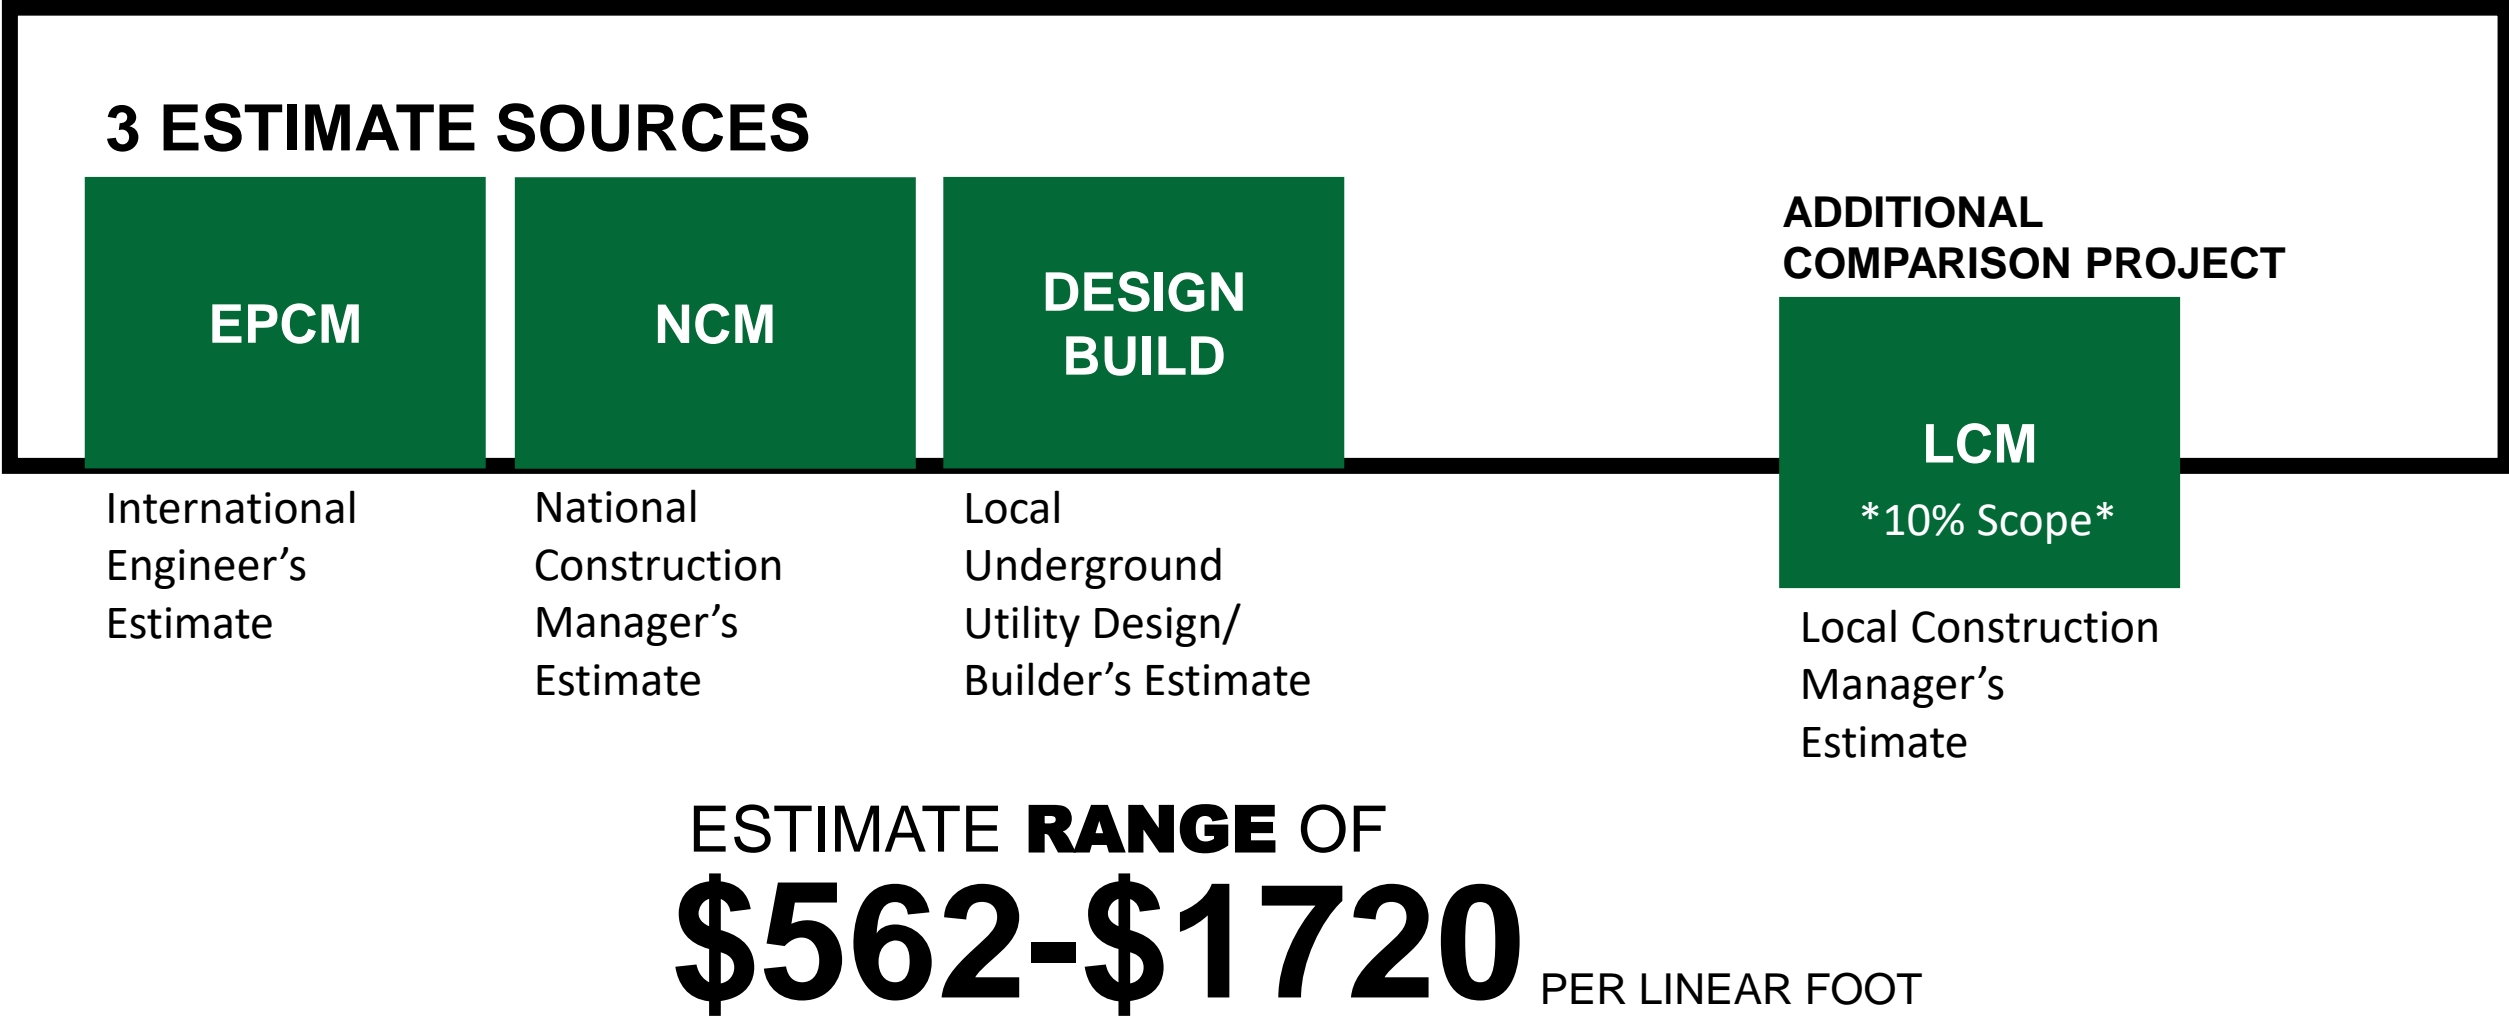 3 ESTIMATE SOURCES
EPCM
International
Engineer’s
Estimate
NCM
National
Construction
Manager’s
Estimate
DESIGN
BUILD
Local
Underground
Utility Design/
Builder’s Estimate
ADDITIONAL
COMPARISON PROJECT
LCM
*10% Scope*
Local Construction
Manager’s
Estimate
ESTIMATE RANGE OF
$562-$1720 PER LINEAR FOOT